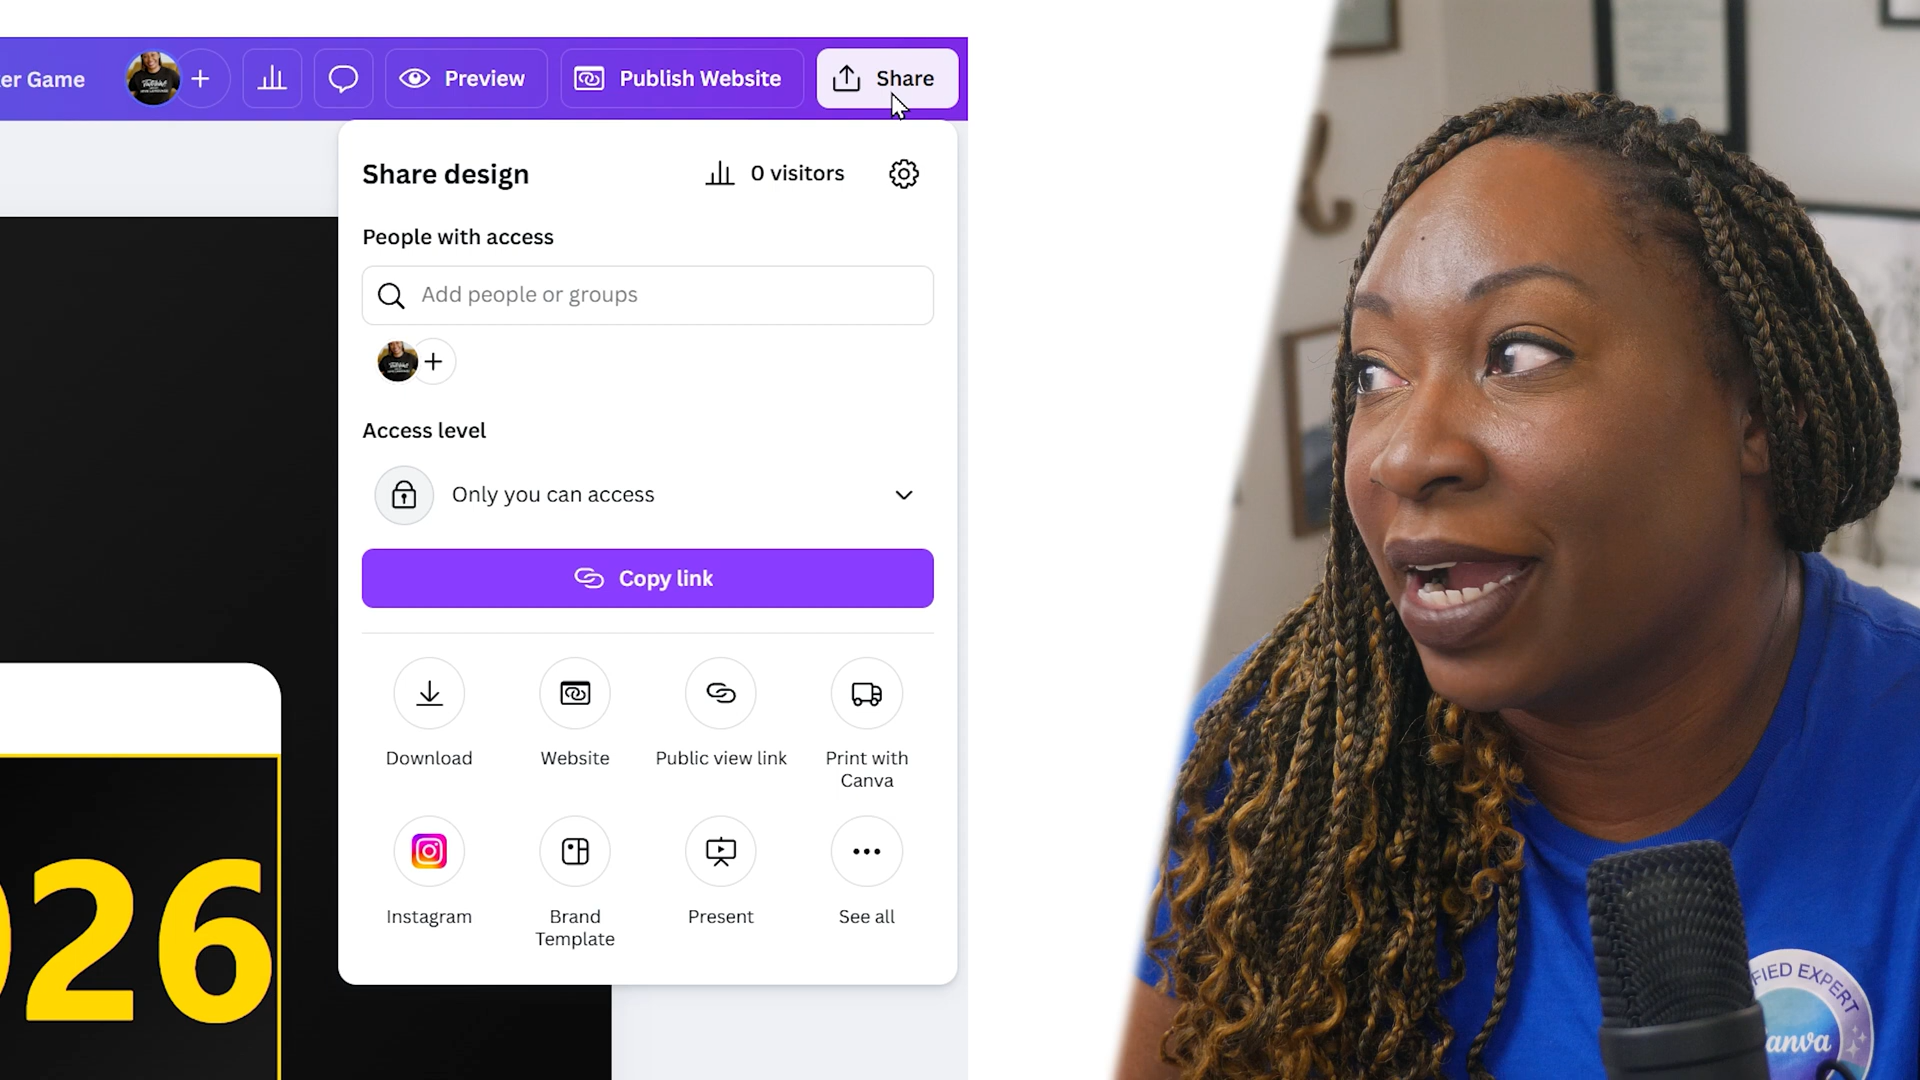 er Game
Preview
Publish Website
Share
Share design
0 visitors
People with access
Add people or groups
Access level
Only you can access
Copy link
Download
Website
Public view link
Print with
Canva
Instagram
Brand
Template
Present
See all
026
FIED EXPERT
anva